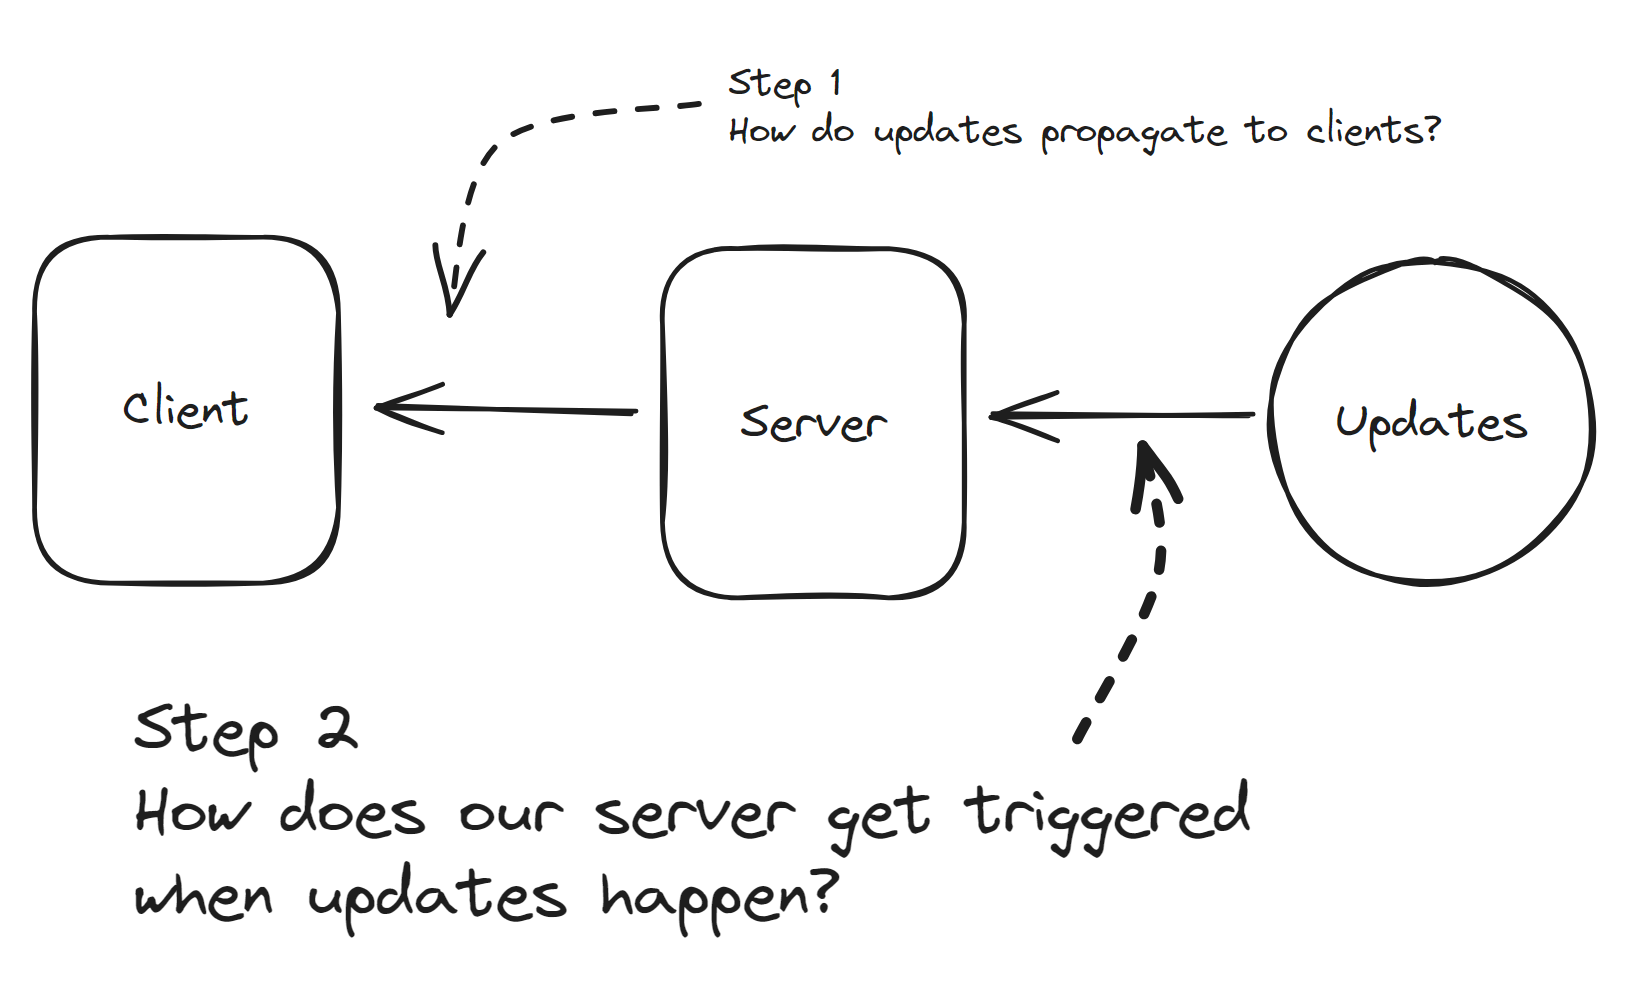 Step 1
How do updates propagate to clients?
Client
Server
Updates
Step 2
How does our server get triggered
when updates happen?